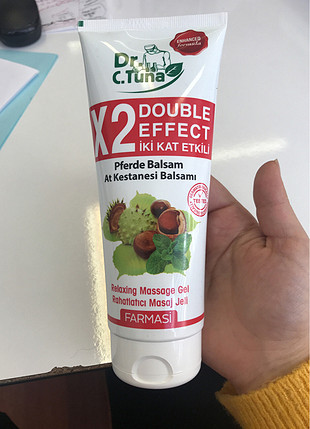 ENHANCED
formula
Dr.
C.Tuna
X2 DOUBLE
EFFECT
İKİ KAT ETKİLİ
Pferde Balsam
At Kestanesi Balsamı
Relaxing Massage Gel
Rahatlatıcı Masaj Jeli
FARMASİ